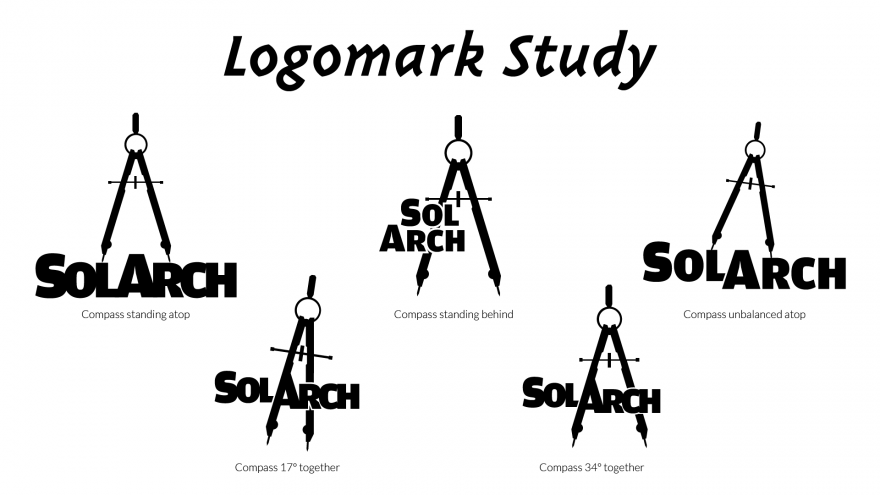 Logomark Study
SOLARCH
Compass standing atop
SOL
ARCH
Compass standing behind
SOLARCH
Compass unbalanced atop
SOLARCH
Compass 17° together
SOLARCH
Compass 34° together